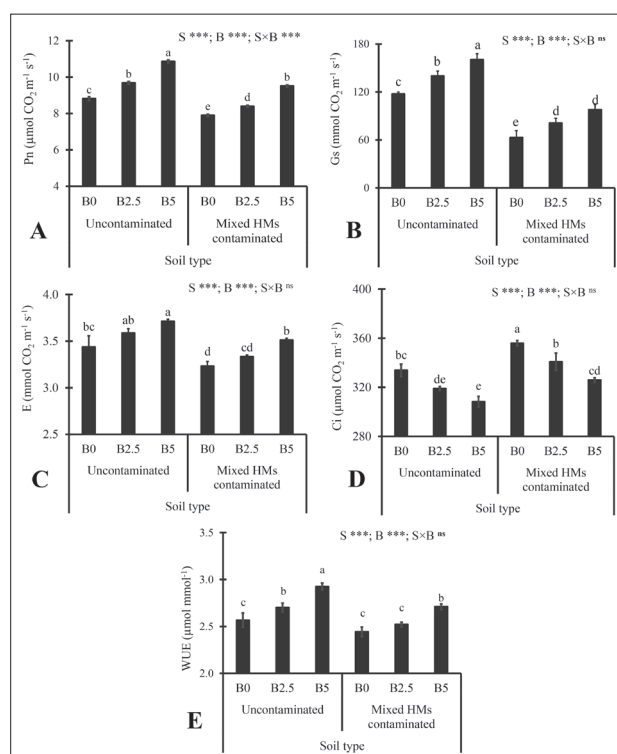 S ***; B ***; S×B ***
Pn (µmol CO2 m-1 s-1)
12
10
8
6
4
c
b
a
e
d
b
B0
B2.5
B5
B0
B2.5
B5
Uncontaminated
Mixed HMs
contaminated
Soil type
A
S ***; B ***; S×B ns
Gs (mmol CO2 m-1 s-1)
180
120
60
0
c
b
a
e
d
d
B0
B2.5
B5
B0
B2.5
B5
Uncontaminated
Mixed HMs
contaminated
Soil type
B
S ***; B ***; S×B ns
E (mmol CO2 m-1 s-1)
4.0
3.5
3.0
2.5
bc
ab
a
d
cd
b
B0
B2.5
B5
B0
B2.5
B5
Uncontaminated
Mixed HMs
contaminated
Soil type
C
S ***; B ***; S×B ns
Ci (µmol CO2 m-1 s-1)
400
360
320
280
bc
de
e
a
b
cd
B0
B2.5
B5
B0
B2.5
B5
Uncontaminated
Mixed HMs
contaminated
Soil type
D
S ***; B ***; S×B ns
WUE (µmol mmol-1)
3.5
3.0
2.5
2.0
c
b
a
c
c
b
B0
B2.5
B5
B0
B2.5
B5
Uncontaminated
Mixed HMs
contaminated
Soil type
E